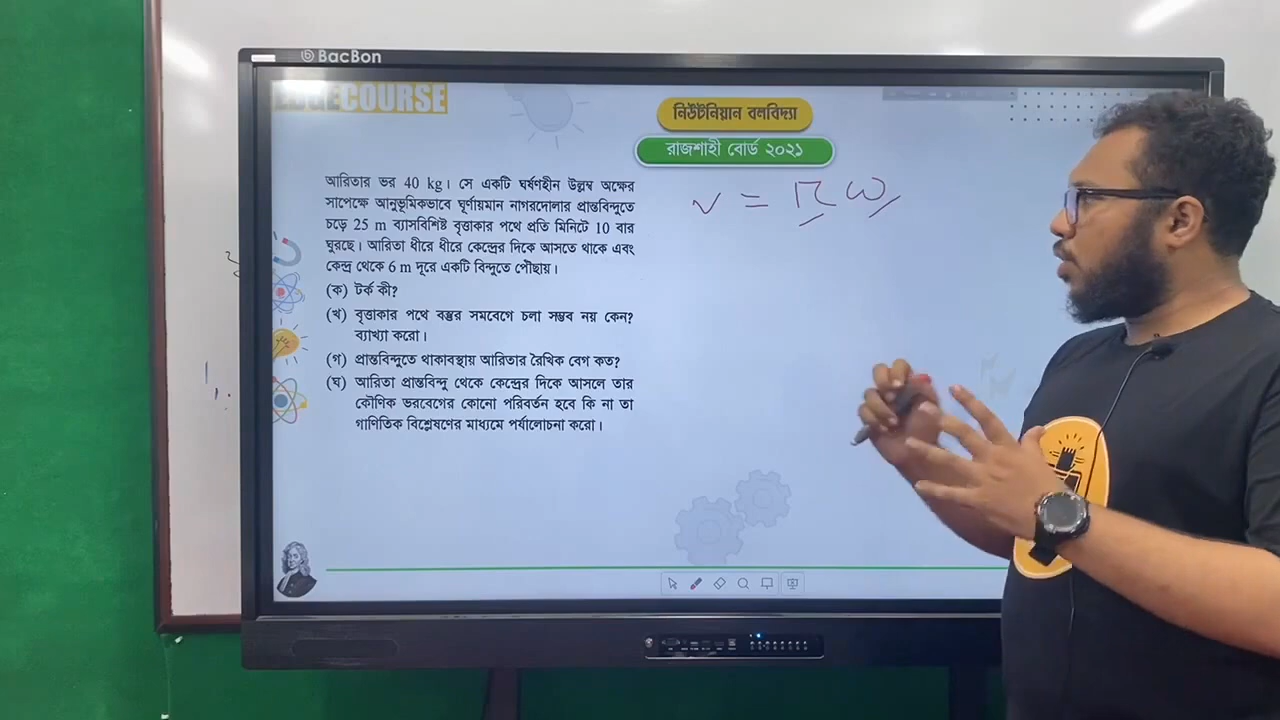 BacBon
EDGECOURSE
নিউটনিয়ান বলবিদ্যা
রাজশাহী বোর্ড ২০২১
আরিতার ভর 40 kg। সে একটি ঘর্ষণহীন উল্লম্ব অক্ষের
সাপেক্ষে আনুভূমিকভাবে ঘূর্ণায়মান নাগরদোলার প্রান্তবিন্দুতে
চড়ে 25 m ব্যাসবিশিষ্ট বৃত্তাকার পথে প্রতি মিনিটে 10 বার
ঘুরছে। আরিতা ধীরে ধীরে কেন্দ্রের দিকে আসতে থাকে এবং
কেন্দ্র থেকে 6 m দূরে একটি বিন্দুতে পৌঁছায়।
(ক) টর্ক কী?
(খ) বৃত্তাকার পথে বস্তুর সমবেগে চলা সম্ভব নয় কেন?
ব্যাখ্যা করো।
(গ) প্রান্তবিন্দুতে থাকাবস্থায় আরিতার রৈখিক বেগ কত?
(ঘ) আরিতা প্রান্তবিন্দু থেকে কেন্দ্রের দিকে আসলে তার
কৌণিক ভরবেগের কোনো পরিবর্তন হবে কি না তা
গাণিতিক বিশ্লেষণের মাধ্যমে পর্যালোচনা করো।
v = r ω